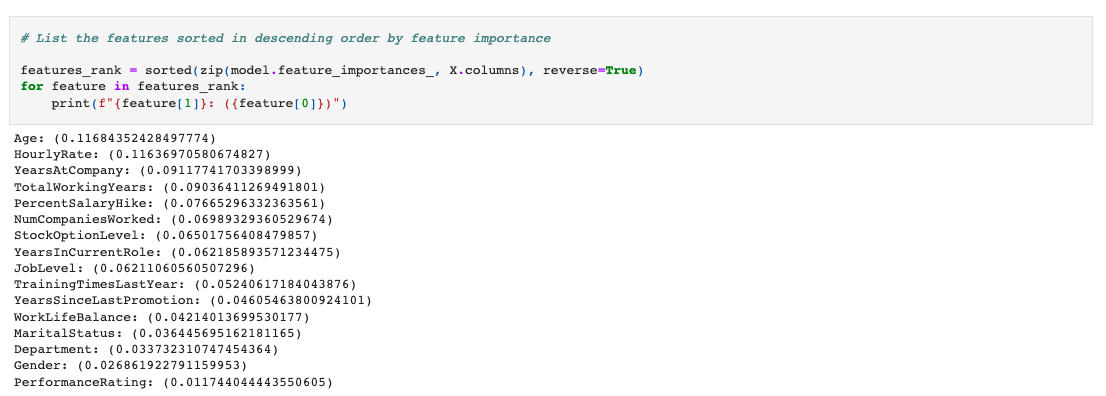 # List the features sorted in descending order by feature importance
features_rank = sorted(zip(model.feature_importances_, X.columns), reverse=True)
for feature in features_rank:
    print(f"{feature[1]}: ({feature[0]})")
Age: (0.11684352428497774)
HourlyRate: (0.11636970580674827)
YearsAtCompany: (0.09117741703398999)
TotalWorkingYears: (0.09036411269491801)
PercentSalaryHike: (0.07665296332363561)
NumCompaniesWorked: (0.06989329360529674)
StockOptionLevel: (0.06501756408479857)
YearsInCurrentRole: (0.062185893571234475)
JobLevel: (0.06211060560507296)
TrainingTimesLastYear: (0.05240617184043876)
YearsSinceLastPromotion: (0.04605463800924101)
WorkLifeBalance: (0.04214013699530177)
MaritalStatus: (0.036445695162181165)
Department: (0.033732310747454364)
Gender: (0.026861922791159953)
PerformanceRating: (0.011744044443550605)